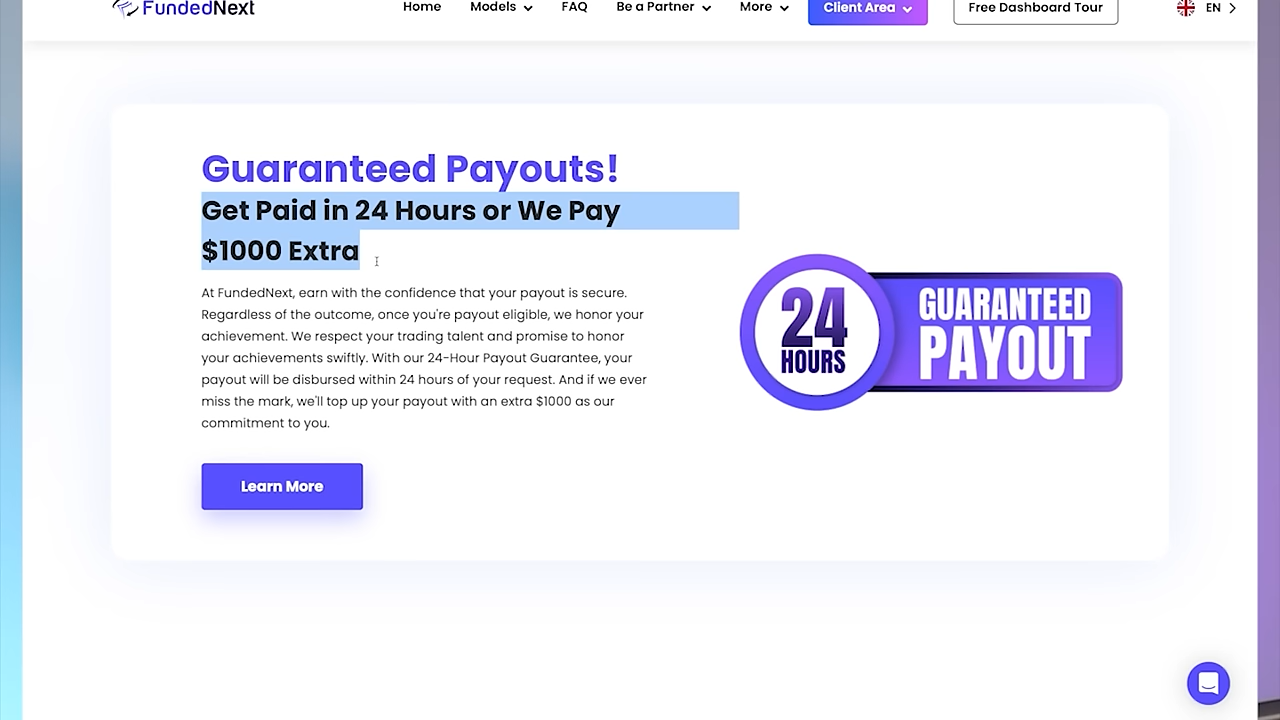 FundedNext
Home Models FAQ Be a Partner More Client Area Free Dashboard Tour EN
Guaranteed Payouts!
Get Paid in 24 Hours or We Pay
$1000 Extra
At FundedNext, earn with the confidence that your payout is secure.
Regardless of the outcome, once you're payout eligible, we honor your
achievement. We respect your trading talent and promise to honor
your achievements swiftly. With our 24-Hour Payout Guarantee, your
payout will be disbursed within 24 hours of your request. And if we ever
miss the mark, we'll top up your payout with an extra $1000 as our
commitment to you.
Learn More
24
HOURS
GUARANTEED
PAYOUT